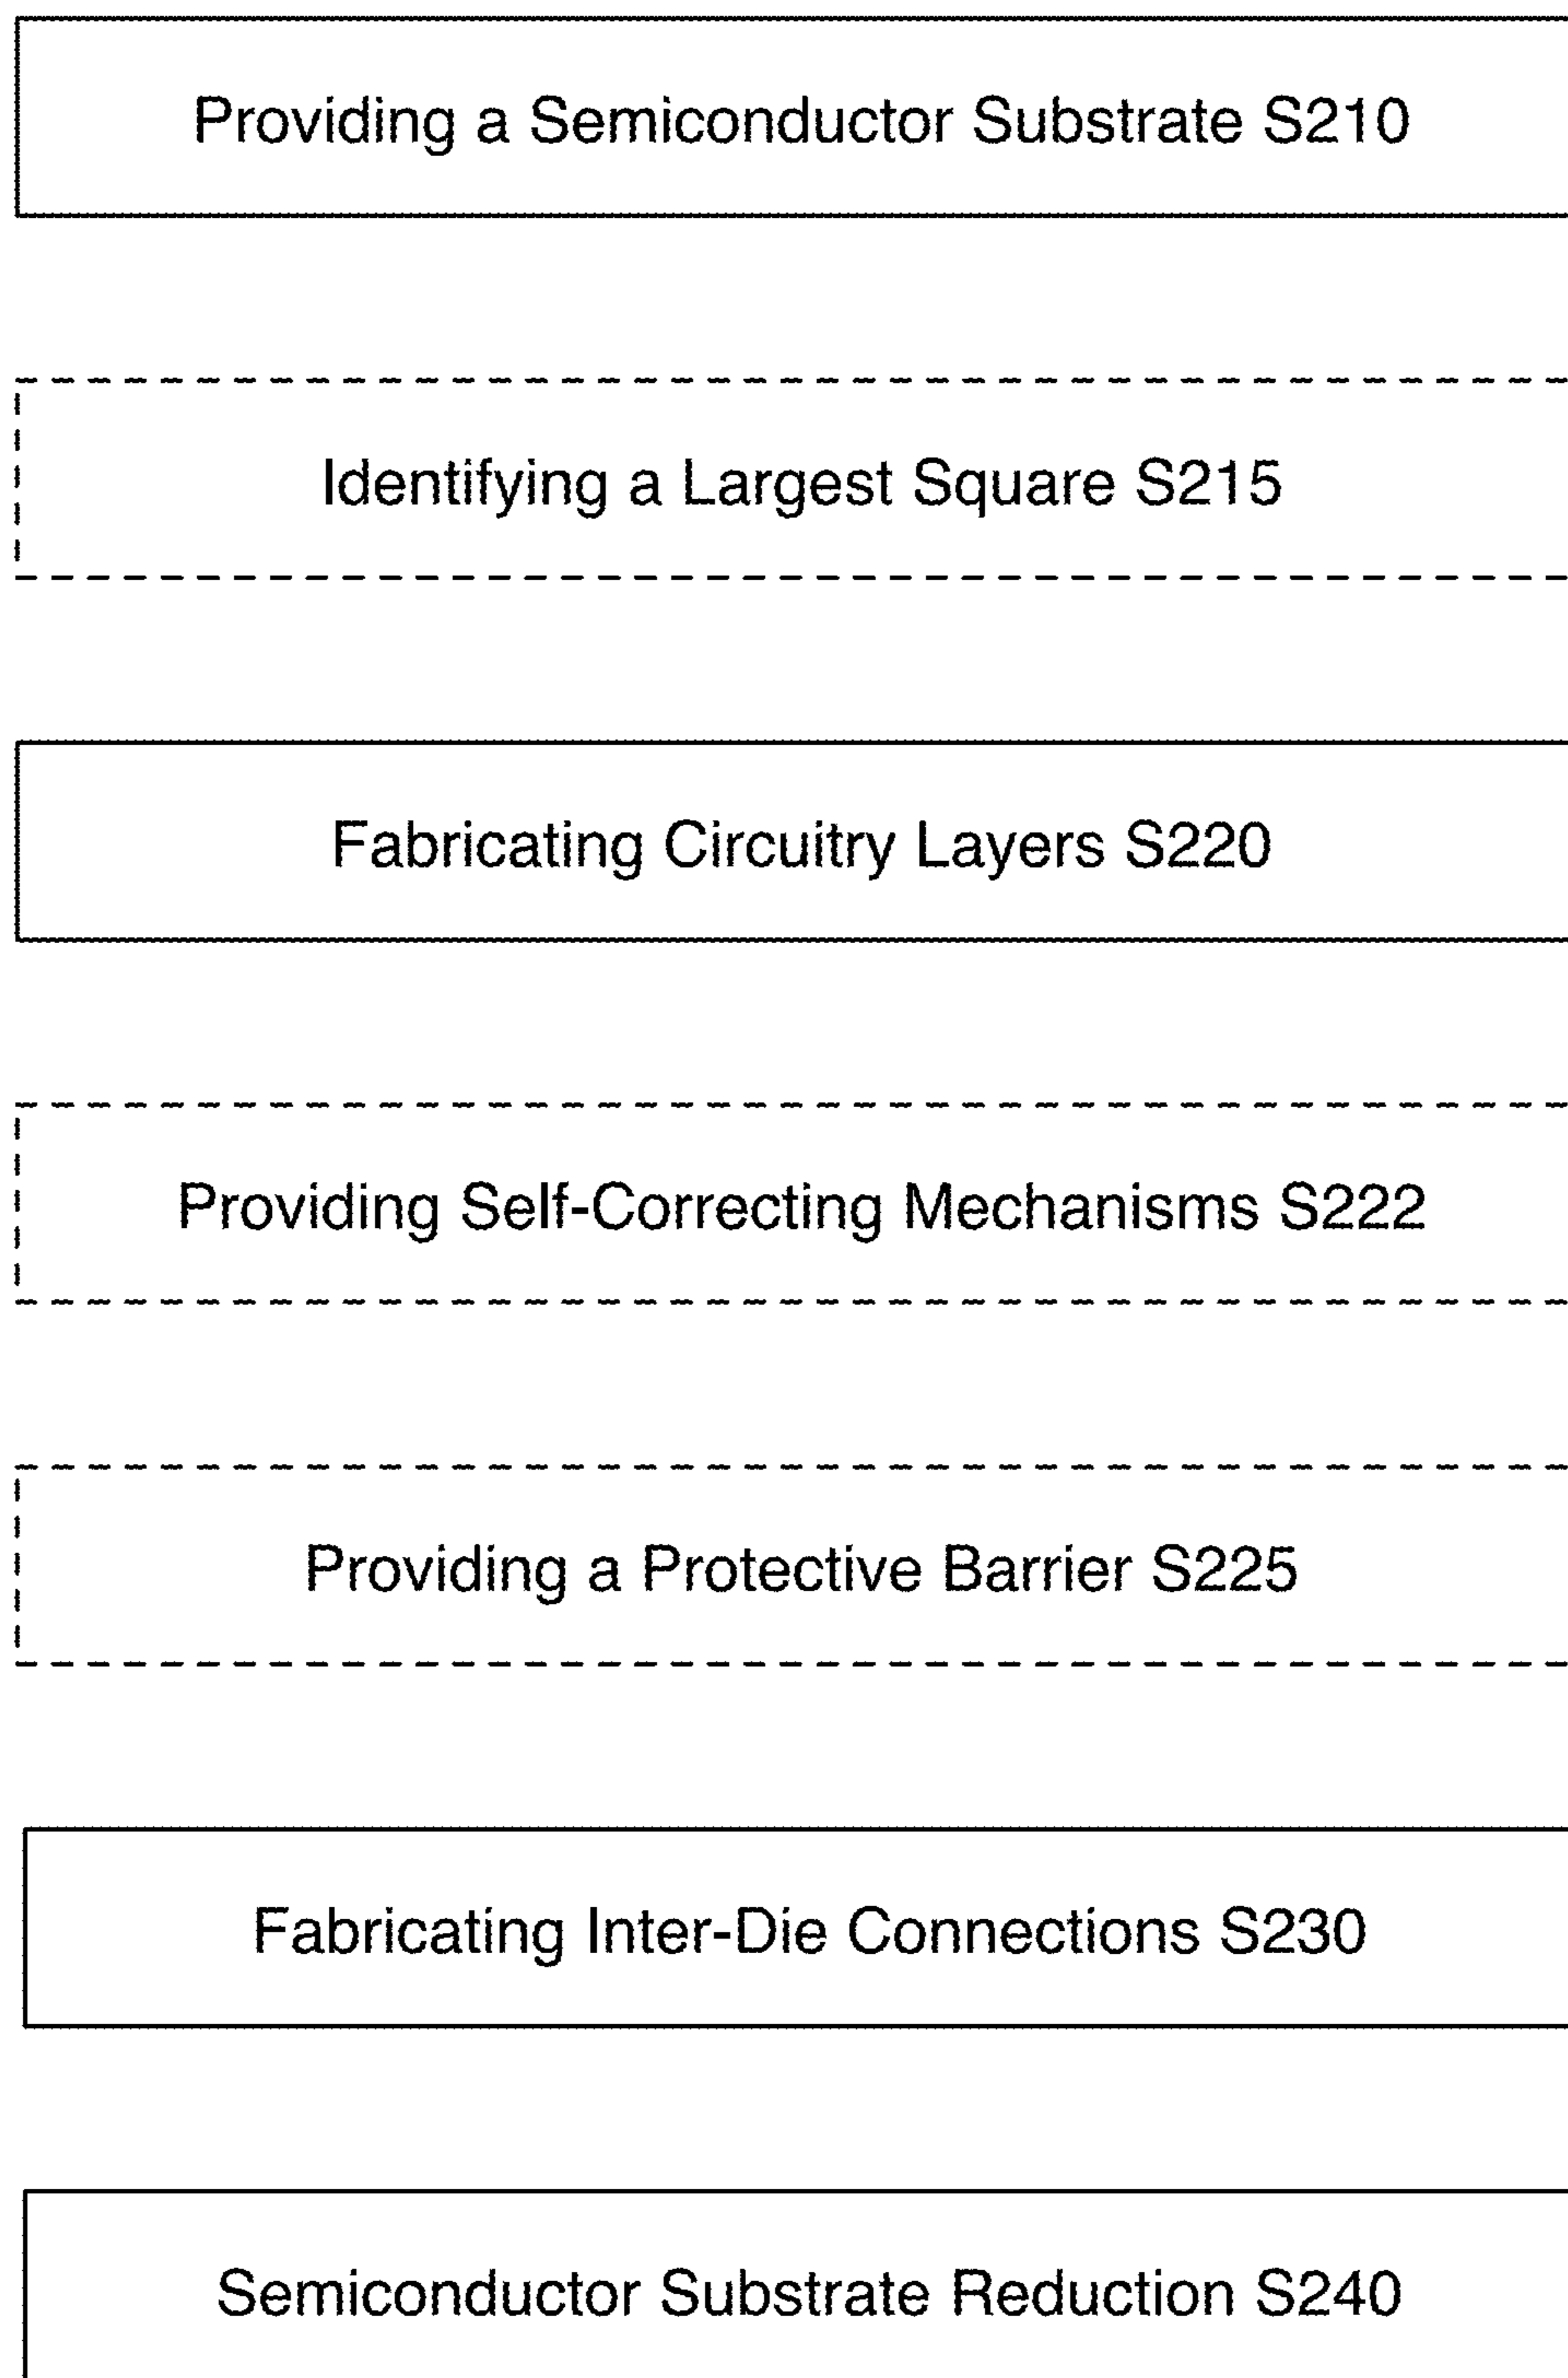 Providing a Semiconductor Substrate S210
Identifying a Largest Square S215
Fabricating Circuitry Layers S220
Providing Self-Correcting Mechanisms S222
Providing a Protective Barrier S225
Fabricating Inter-Die Connections S230
Semiconductor Substrate Reduction S240